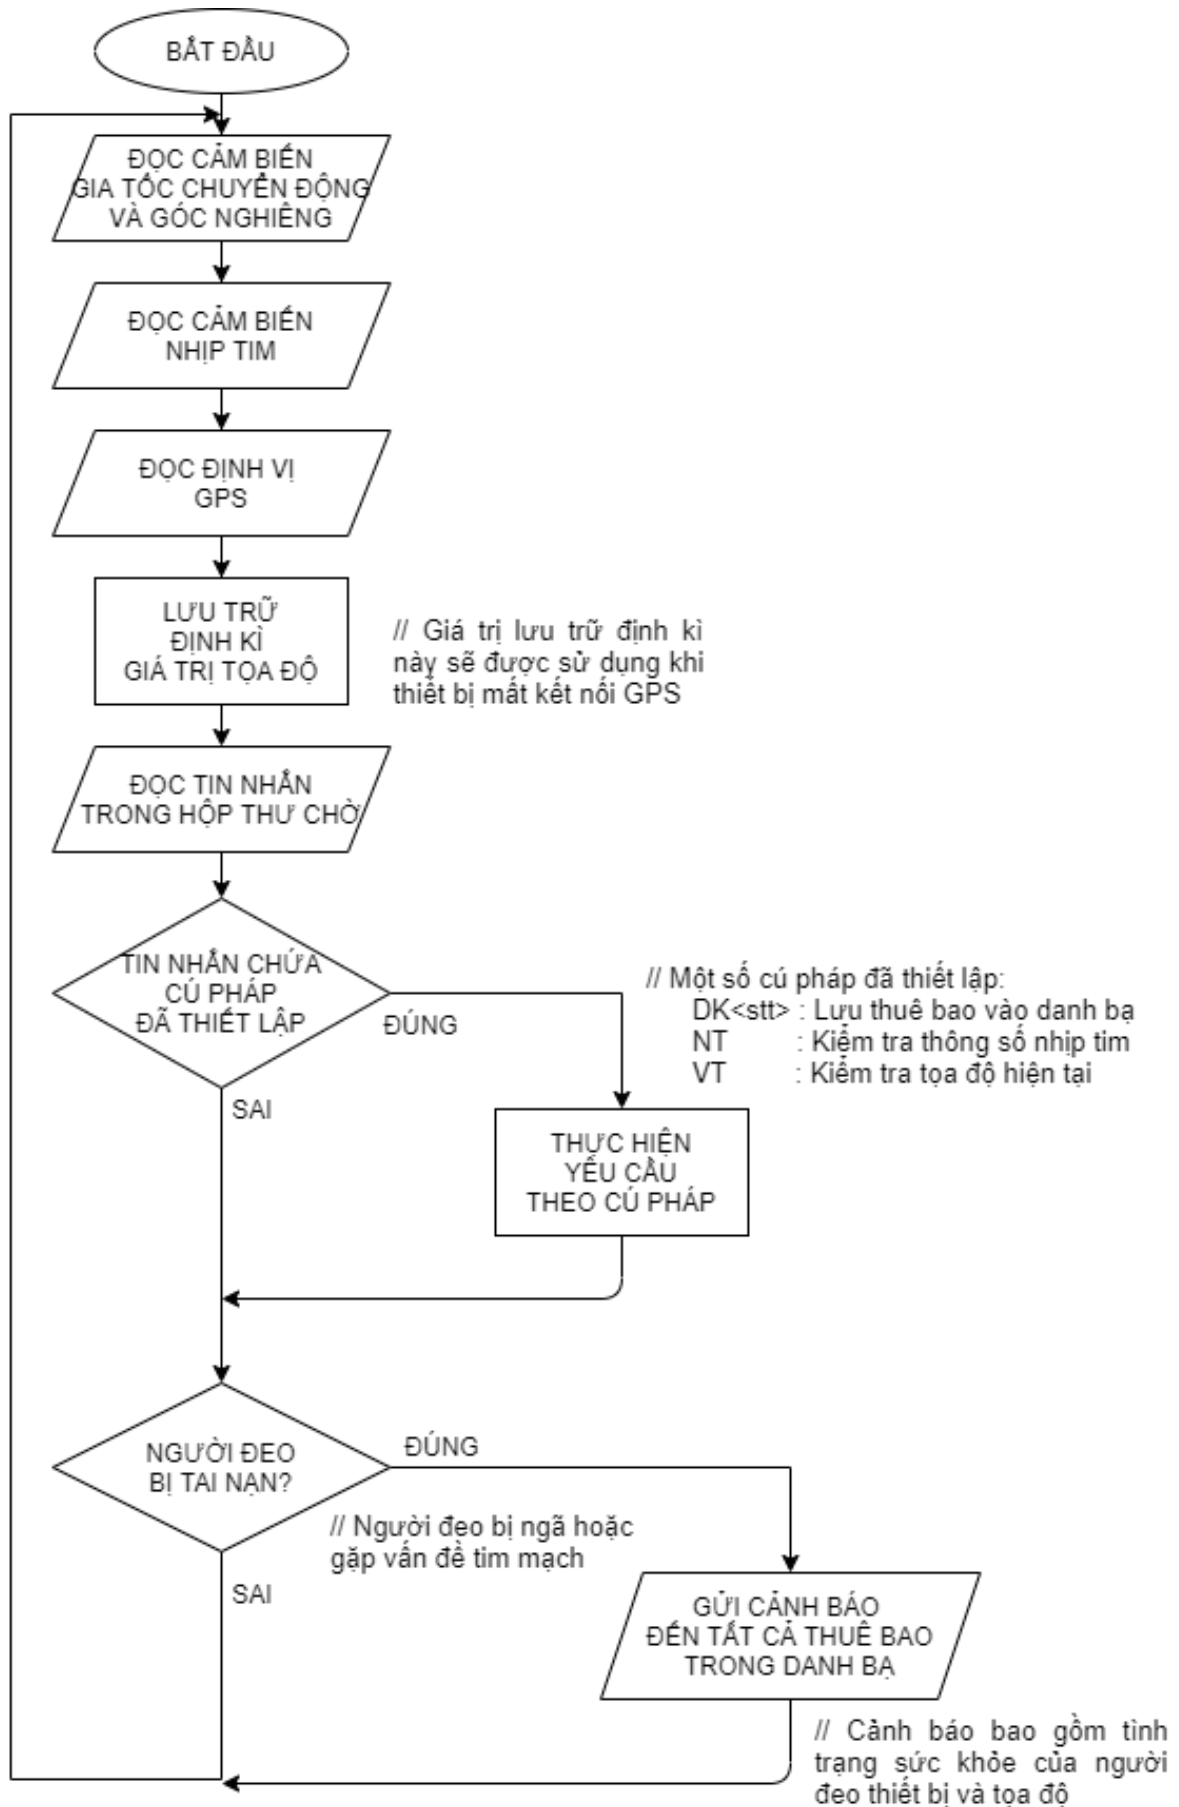 BẮT ĐẦU
ĐỌC CẢM BIẾN
GIA TỐC CHUYỂN ĐỘNG
VÀ GÓC NGHIÊNG
ĐỌC CẢM BIẾN
NHỊP TIM
ĐỌC ĐỊNH VỊ
GPS
LƯU TRỮ
ĐỊNH KÌ
GIÁ TRỊ TỌA ĐỘ
// Giá trị lưu trữ định kì
này sẽ được sử dụng khi
thiết bị mất kết nối GPS
ĐỌC TIN NHẮN
TRONG HỘP THƯ CHỜ
TIN NHẮN CHỨA
CÚ PHÁP
ĐÃ THIẾT LẬP
ĐÚNG
SAI
// Một số cú pháp đã thiết lập:
DK<stt> : Lưu thuê bao vào danh bạ
NT : Kiểm tra thông số nhịp tim
VT : Kiểm tra tọa độ hiện tại
THỰC HIỆN
YÊU CẦU
THEO CÚ PHÁP
NGƯỜI ĐEO
BỊ TAI NẠN?
ĐÚNG
// Người đeo bị ngã hoặc
gặp vấn đề tim mạch
SAI
GỬI CẢNH BÁO
ĐẾN TẤT CẢ THUÊ BAO
TRONG DANH BẠ
// Cảnh báo bao gồm tình
trạng sức khỏe của người
đeo thiết bị và tọa độ